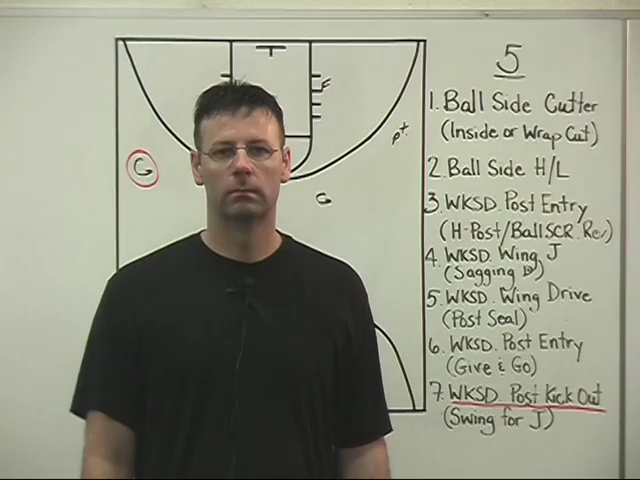 5
1. Ball Side Cutter
(Inside or Wrap Cut)
2. Ball Side H/L
3. WKSD. Post Entry
(H-Post/Ball SCR. Rev)
4. WKSD. Wing J
(Sagging D)
5. WKSD. Wing Drive
(Post Seal)
6. WKSD. Post Entry
(Give & Go)
7. WKSD Post Kick Out
(Swing for J)
F
P+.
G
G